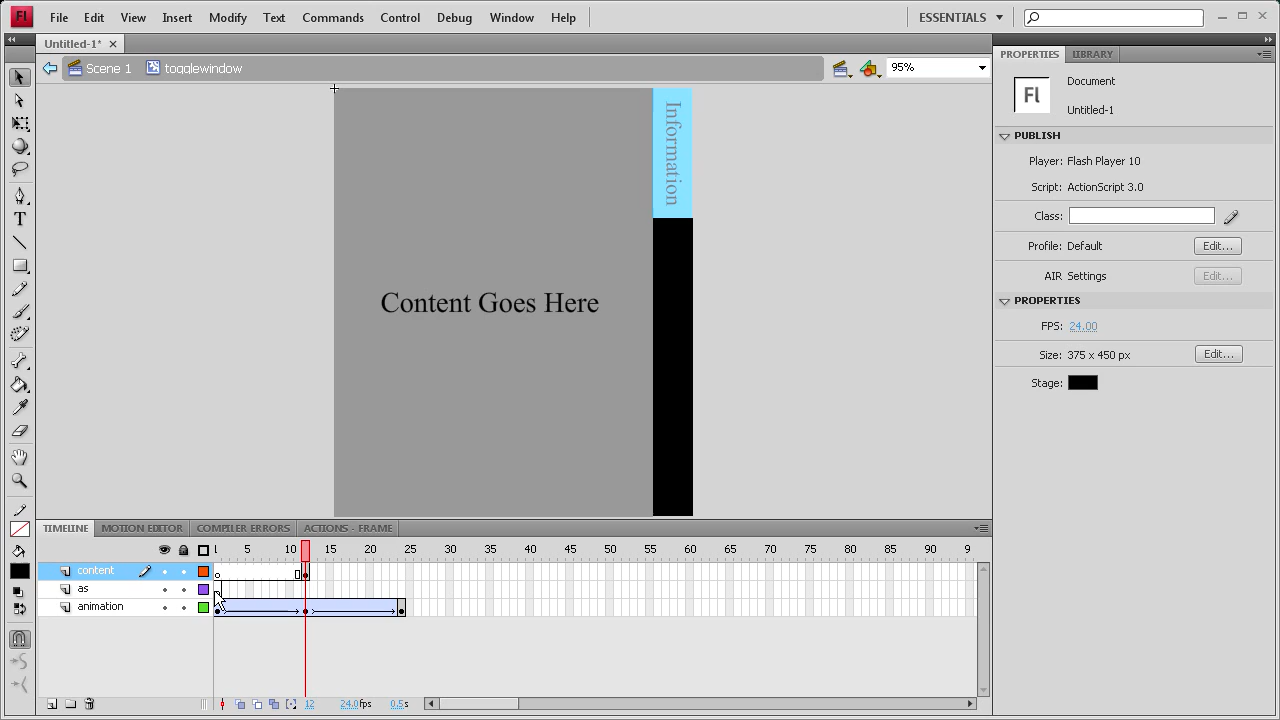 Fl File Edit View Insert Modify Text Commands Control Debug Window Help ESSENTIALS
Untitled-1*
Scene 1 togglewindow 95%
PROPERTIES LIBRARY
Fl
Document
Untitled-1
PUBLISH
Player: Flash Player 10
Script: ActionScript 3.0
Class:
Profile: Default Edit...
AIR Settings Edit...
PROPERTIES
FPS: 24.00
Size: 375 x 450 px Edit...
Stage:
Information
Content Goes Here
T
TIMELINE MOTION EDITOR COMPILER ERRORS ACTIONS - FRAME
5 10 15 20 25 30 35 40 45 50 55 60 65 70 75 80 85 90 9
content
as
animation
12 24.0fps 0.5s